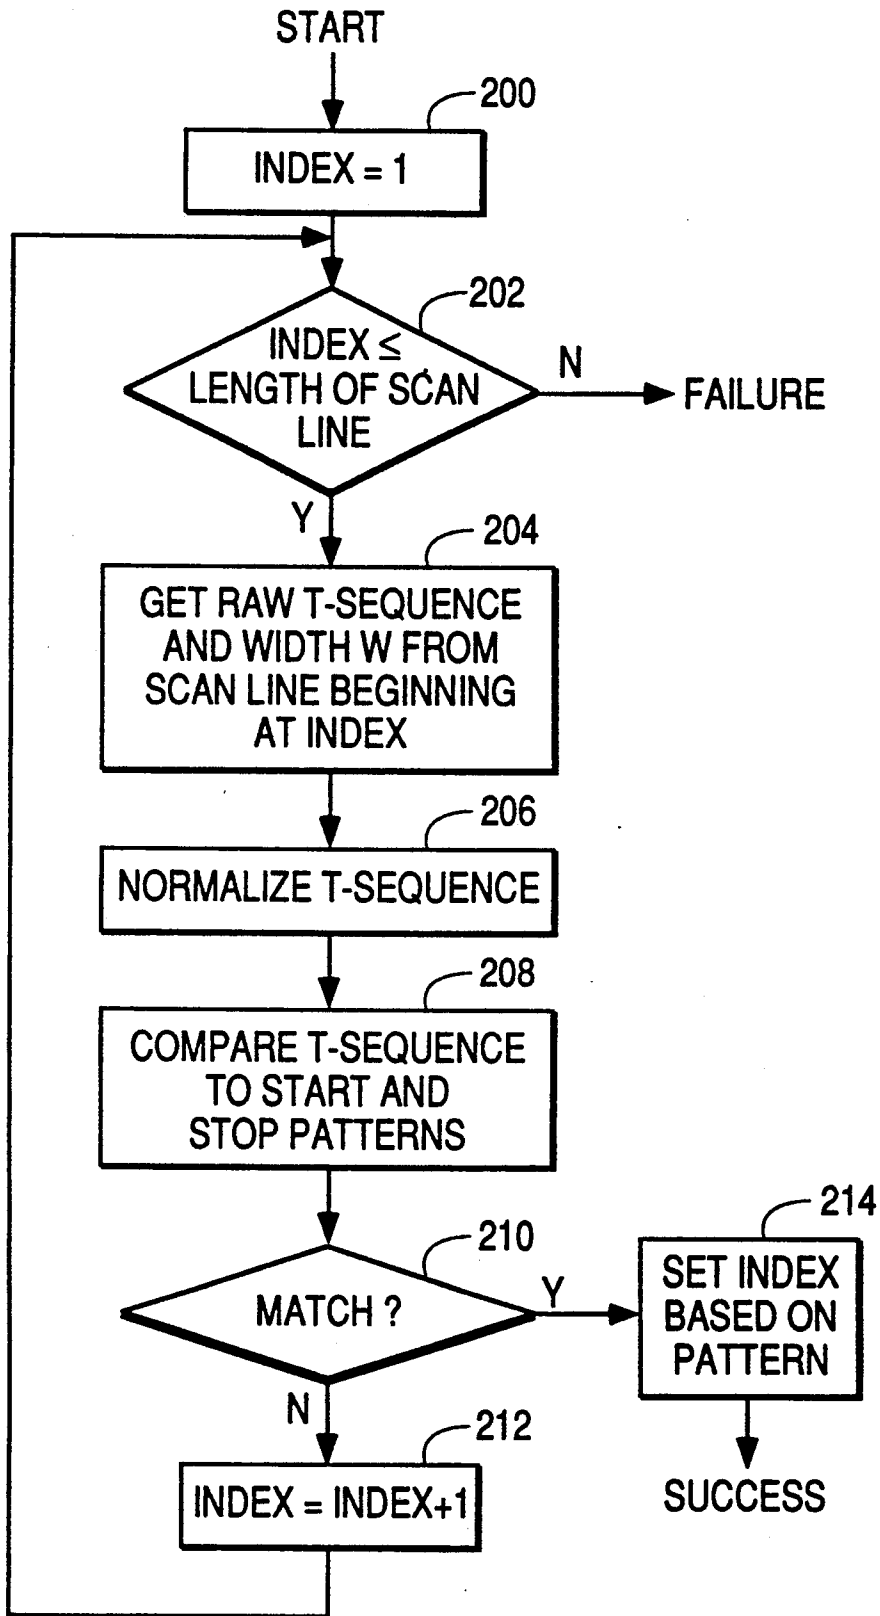 START
200
INDEX = 1
202
INDEX ≤
LENGTH OF SCAN
LINE
N
FAILURE
Y
204
GET RAW T-SEQUENCE
AND WIDTH W FROM
SCAN LINE BEGINNING
AT INDEX
206
NORMALIZE T-SEQUENCE
208
COMPARE T-SEQUENCE
TO START AND
STOP PATTERNS
210
MATCH ?
Y
214
SET INDEX
BASED ON
PATTERN
SUCCESS
N
212
INDEX = INDEX+1